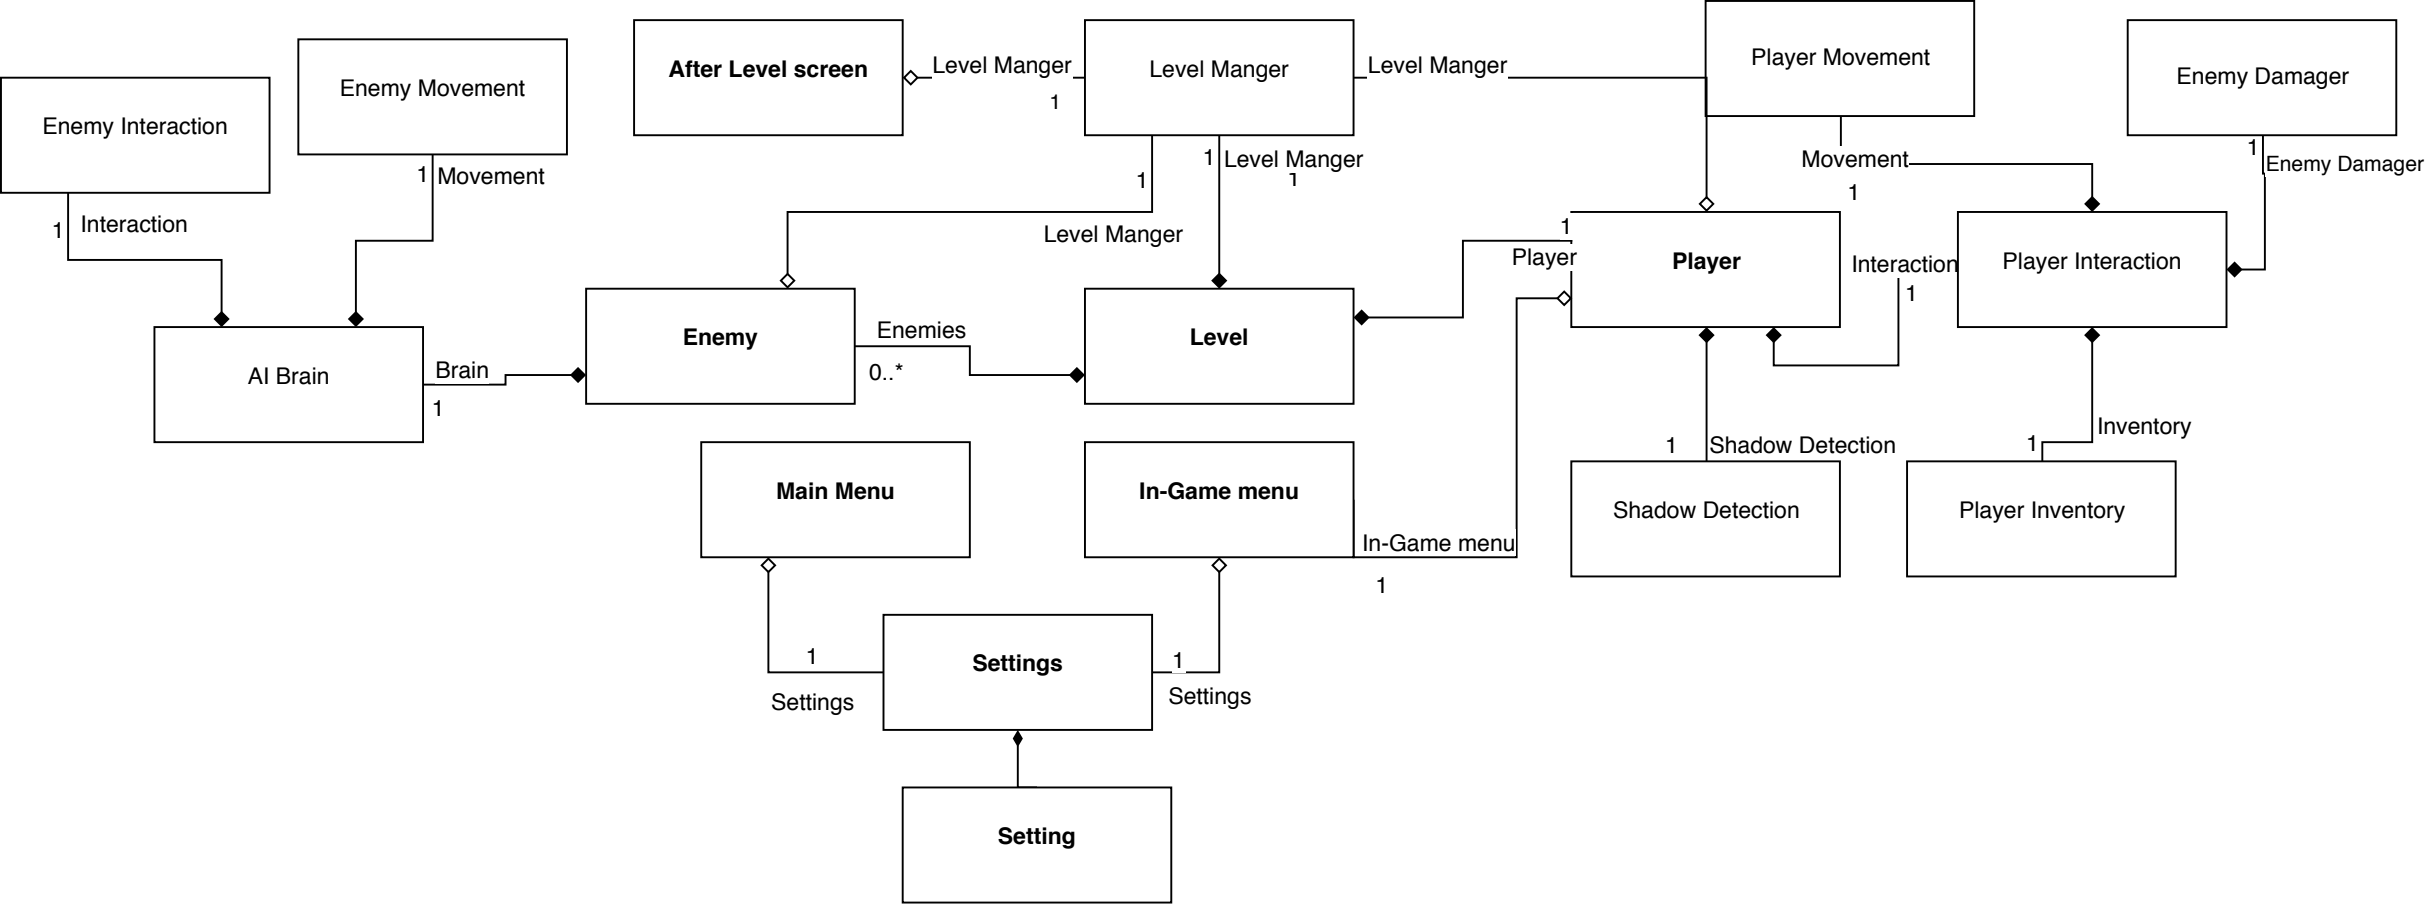 Enemy Interaction
Enemy Movement
After Level screen
Level Manger
Level Manger
1
Level Manger
Player Movement
Enemy Damager
1
Movement
1
Interaction
1
1
Level Manger
1
Level Manger
1
Movement
1
1
Enemy Damager
AI Brain
Brain
1
Enemy
Enemies
0..*
Level
1
Player
Player
Interaction
1
Player Interaction
Main Menu
In-Game menu
In-Game menu
1
1
Shadow Detection
Shadow Detection
1
Inventory
Player Inventory
1
Settings
Settings
1
Settings
Setting